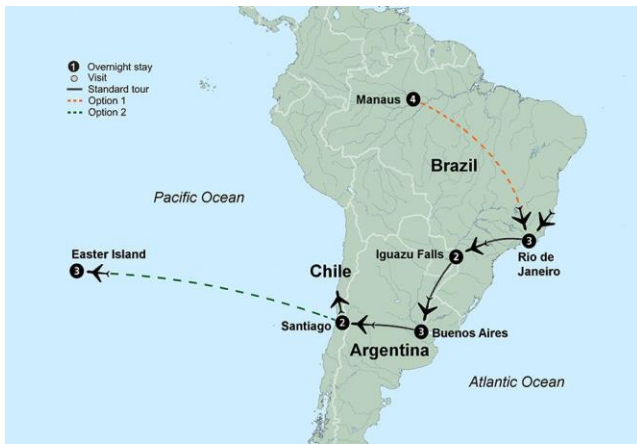 1 Overnight stay
Visit
Standard tour
Option 1
Option 2
Manaus 4
Brazil
Pacific Ocean
Easter Island
3
Chile
Iguazu Falls 2
3
Rio de
Janeiro
Santiago 2
3 Buenos Aires
Argentina
Atlantic Ocean